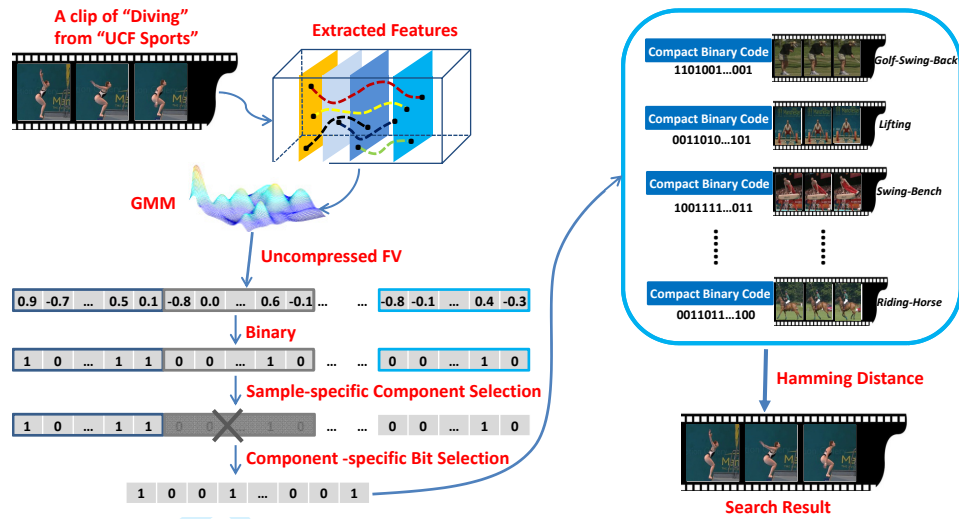 A clip of “Diving”
from “UCF Sports”
Extracted Features
GMM
Uncompressed FV
0.9 -0.7 ... 0.5 0.1 -0.8 0.0 ... 0.6 -0.1 ... ... -0.8 -0.1 ... 0.4 -0.3
Binary
1 0 ... 1 1 0 0 ... 1 0 ... ... 0 0 ... 1 0
Sample-specific Component Selection
1 0 ... 1 1 0 0 ... 1 0 ... ... 0 0 ... 1 0
Component -specific Bit Selection
1 0 0 1 ... 0 0 1
Compact Binary Code
1101001...001
Golf-Swing-Back
Compact Binary Code
0011010...101
Lifting
Compact Binary Code
1001111...011
Swing-Bench
Compact Binary Code
0011011...100
Riding-Horse
Hamming Distance
Search Result